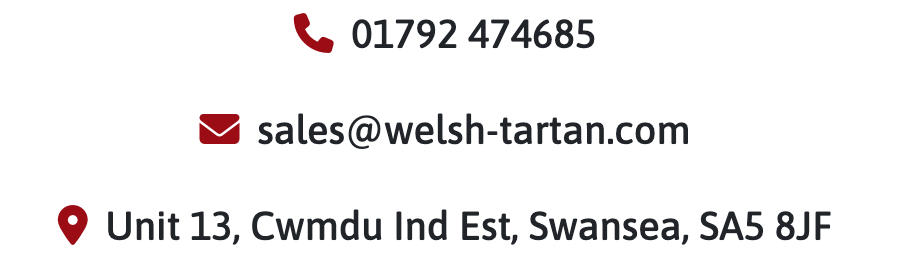 01792 474685
sales@welsh-tartan.com
Unit 13, Cwmdu Ind Est, Swansea, SA5 8JF